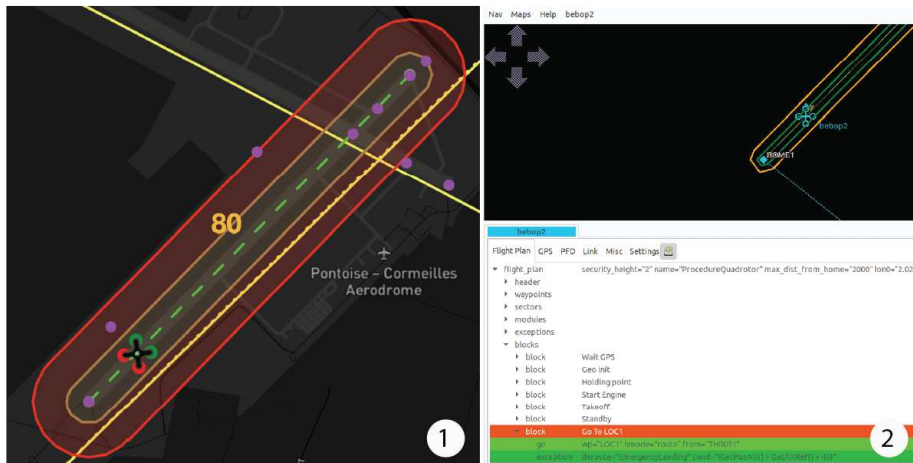 80
Pontoise – Cormeilles
Aerodrome
1
Nav Maps Help bebop2
bebop2
bebop2
Flight Plan GPS PFD Link Misc Settings
flight_plan security_height="2" name="ProcedureQuadrotor" max_dist_from_home="2000" lon0="2.02
header
waypoints
sectors
modules
exceptions
blocks
block Wait GPS
block Geo init
block Holding point
block Start Engine
block Takeoff
block Standby
block Go To LOC1
go wp="LOC1" hmode="route" from="THR051"
exception deroute="EmergencyLanding" cond="(GetPosAlt() > GetAltRef() + 40)"
2